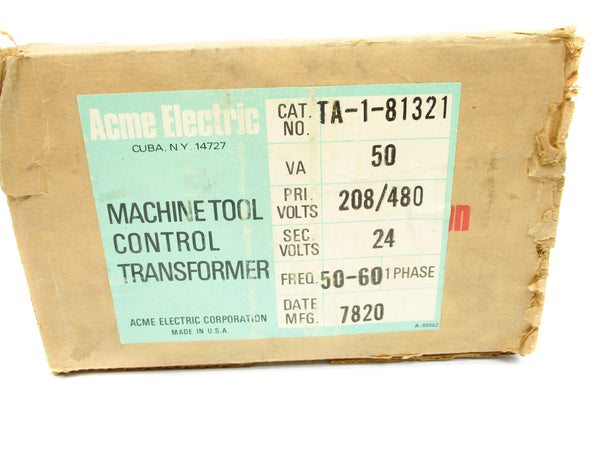 Acme Electric
CUBA, N.Y. 14727
MACHINE TOOL
CONTROL
TRANSFORMER
ACME ELECTRIC CORPORATION
MADE IN U.S.A.
CAT. NO. TA-1-81321
VA 50
PRI. VOLTS 208/480
SEC. VOLTS 24
FREQ. 50-60 1 PHASE
DATE MFG. 7820
on